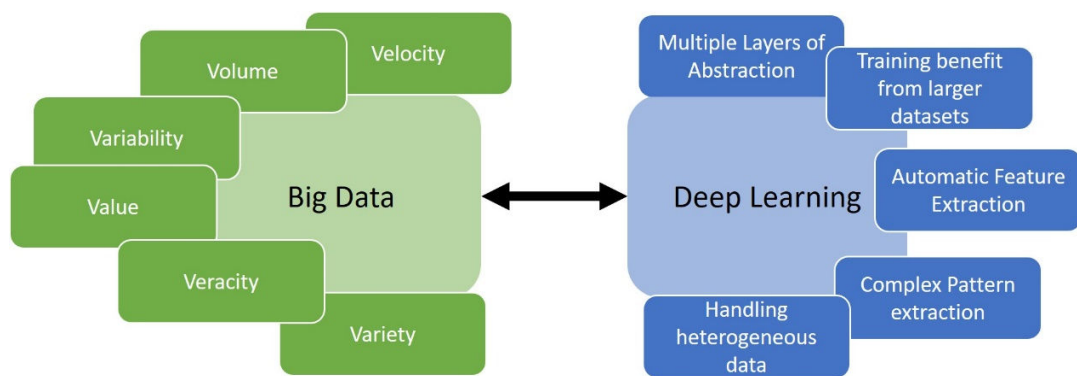 Velocity
Volume
Variability
Value
Veracity
Variety
Big Data
Multiple Layers of
Abstraction
Training benefit
from larger
datasets
Deep Learning
Automatic Feature
Extraction
Complex Pattern
extraction
Handling
heterogeneous
data